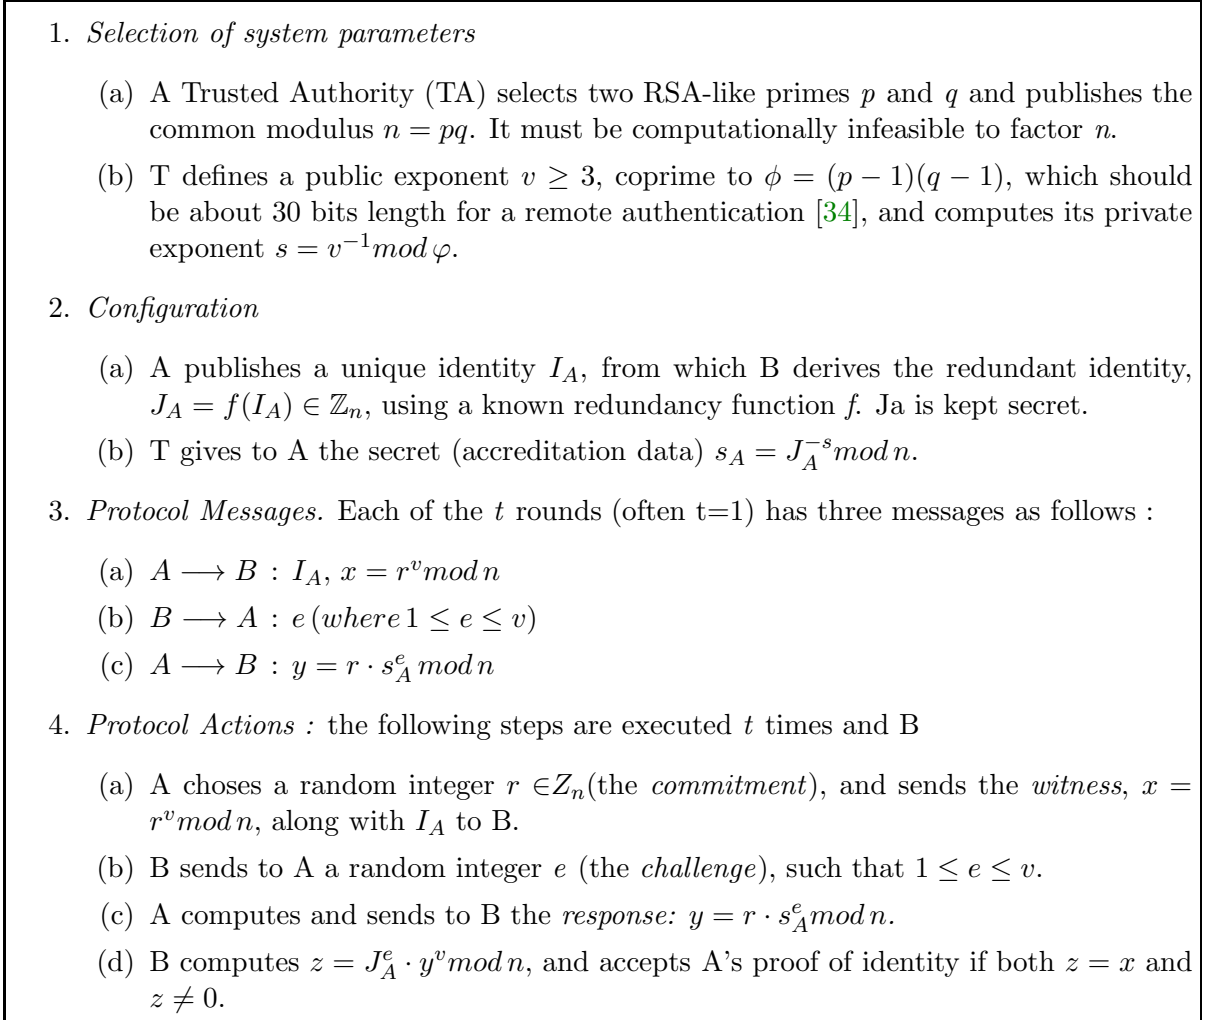 1. Selection of system parameters
(a) A Trusted Authority (TA) selects two RSA-like primes p and q and publishes the
common modulus n = pq. It must be computationally infeasible to factor n.
(b) T defines a public exponent v ≥ 3, coprime to ϕ = (p − 1)(q − 1), which should
be about 30 bits length for a remote authentication [34], and computes its private
exponent s = v⁻¹mod φ.
2. Configuration
(a) A publishes a unique identity I_A, from which B derives the redundant identity,
J_A = f(I_A) ∈ ℤ_n, using a known redundancy function f. Ja is kept secret.
(b) T gives to A the secret (accreditation data) s_A = J_A^{-s} mod n.
3. Protocol Messages. Each of the t rounds (often t=1) has three messages as follows :
(a) A ⟶ B : I_A, x = r^v mod n
(b) B ⟶ A : e (where 1 ≤ e ≤ v)
(c) A ⟶ B : y = r · s_A^e mod n
4. Protocol Actions : the following steps are executed t times and B
(a) A choses a random integer r ∈Z_n(the commitment), and sends the witness, x =
r^v mod n, along with I_A to B.
(b) B sends to A a random integer e (the challenge), such that 1 ≤ e ≤ v.
(c) A computes and sends to B the response: y = r · s_A^e mod n.
(d) B computes z = J_A^e · y^v mod n, and accepts A's proof of identity if both z = x and
z ≠ 0.